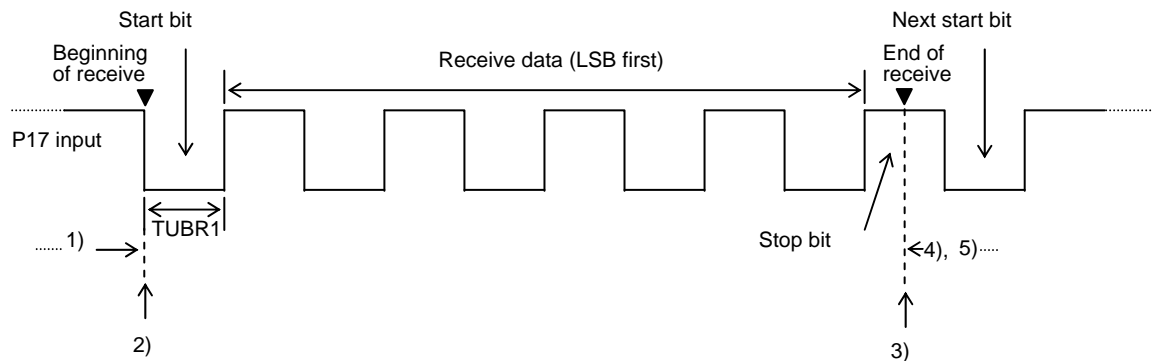 Start bit
Next start bit
Beginning
of receive
Receive data (LSB first)
End of
receive
P17 input
TUBR1
1)
Stop bit
4), 5)
2)
3)